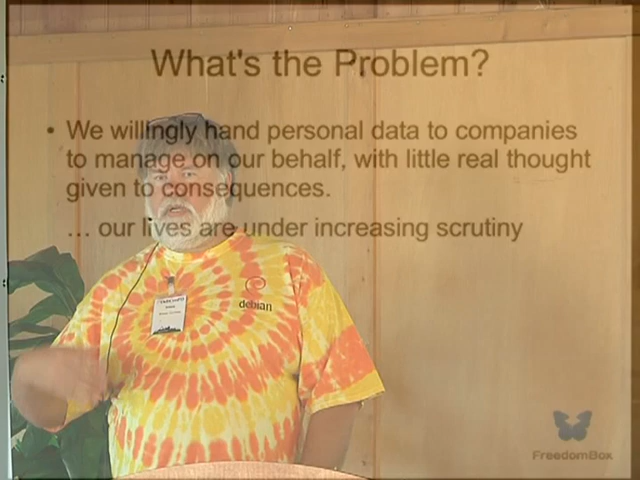 What's the Problem?
• We willingly hand personal data to companies
to manage on our behalf, with little real thought
given to consequences.
... our lives are under increasing scrutiny
debian
FreedomBox